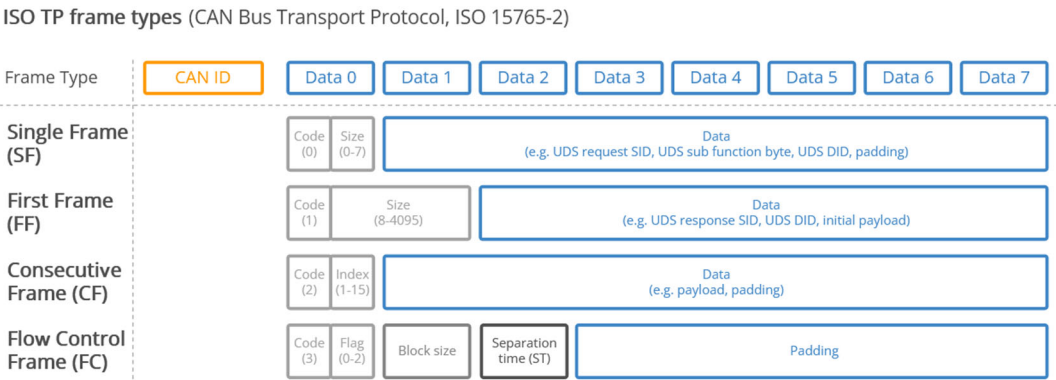 ISO TP frame types (CAN Bus Transport Protocol, ISO 15765-2)
Frame Type CAN ID Data 0 Data 1 Data 2 Data 3 Data 4 Data 5 Data 6 Data 7
Single Frame
(SF)
Code
(0)
Size
(0-7)
Data
(e.g. UDS request SID, UDS sub function byte, UDS DID, padding)
First Frame
(FF)
Code
(1)
Size
(8-4095)
Data
(e.g. UDS response SID, UDS DID, initial payload)
Consecutive
Frame (CF)
Code
(2)
Index
(1-15)
Data
(e.g. payload, padding)
Flow Control
Frame (FC)
Code
(3)
Flag
(0-2)
Block size
Separation
time (ST)
Padding